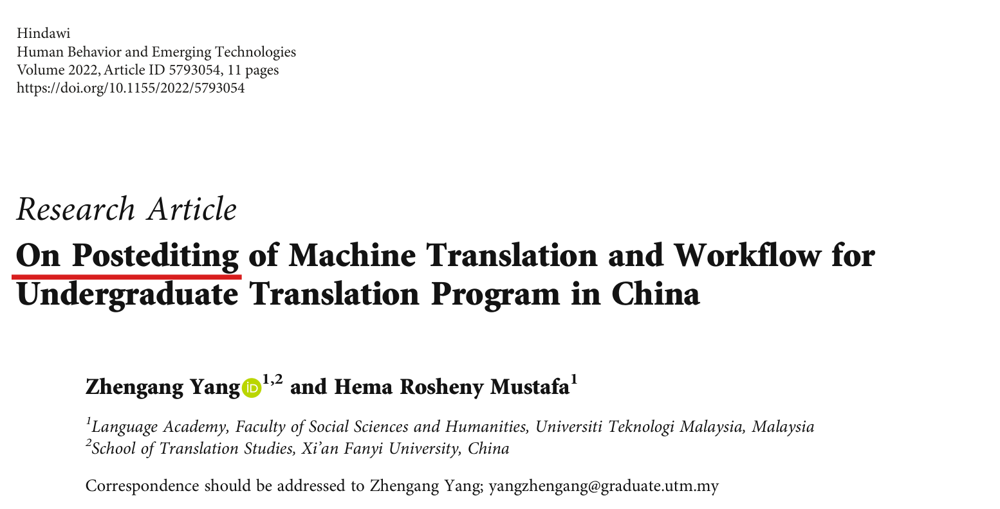 Hindawi
Human Behavior and Emerging Technologies
Volume 2022, Article ID 5793054, 11 pages
https://doi.org/10.1155/2022/5793054
Research Article
On Postediting of Machine Translation and Workflow for
Undergraduate Translation Program in China
Zhengang Yang iD 1,2 and Hema Rosheny Mustafa1
1Language Academy, Faculty of Social Sciences and Humanities, Universiti Teknologi Malaysia, Malaysia
2School of Translation Studies, Xi’an Fanyi University, China
Correspondence should be addressed to Zhengang Yang; yangzhengang@graduate.utm.my